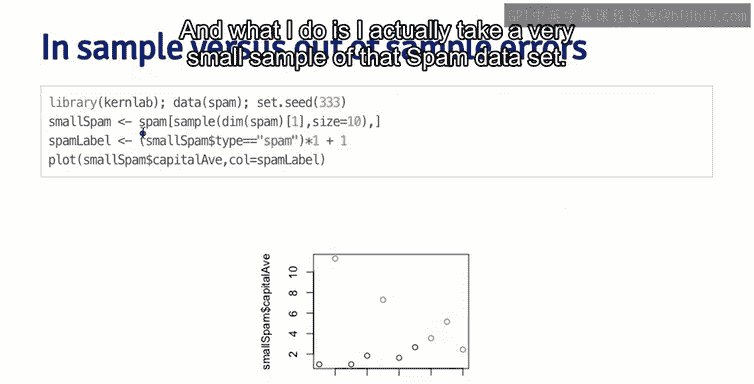 And what I do is I actually take a very
small sample of that Spam data set.
In sample versus out of sample errors
library(kernlab); data(spam); set.seed(333)
smallSpam <- spam[sample(dim(spam)[1],size=10),]
spamLabel <- (smallSpam$type=="spam")*1 + 1
plot(smallSpam$capitalAve,col=spamLabel)
smallSpam$capitalAve
10
8
6
4
2